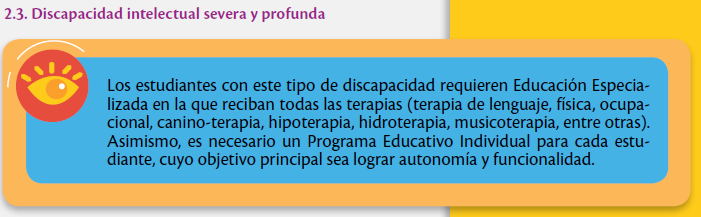 2.3. Discapacidad intelectual severa y profunda
Los estudiantes con este tipo de discapacidad requieren Educación Especia-
lizada en la que reciban todas las terapias (terapia de lenguaje, física, ocupa-
cional, canino-terapia, hipoterapia, hidroterapia, musicoterapia, entre otras).
Asimismo, es necesario un Programa Educativo Individual para cada estu-
diante, cuyo objetivo principal sea lograr autonomía y funcionalidad.